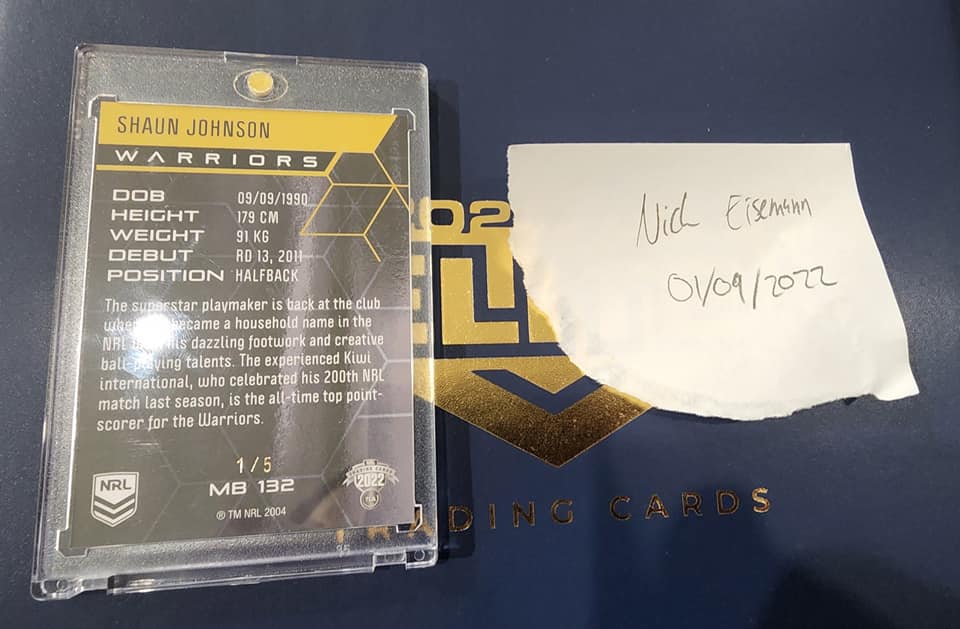 SHAUN JOHNSON
WARRIORS
DOB 09/09/1990
HEIGHT 179 CM
WEIGHT 91 KG
DEBUT RD 13, 2011
POSITION HALFBACK
The superstar playmaker is back at the club
became a household name in the
NRL his dazzling footwork and creative
ball-playing talents. The experienced Kiwi
international, who celebrated his 200th NRL
match last season, is the all-time top point-
scorer for the Warriors.
1/5
MB 132
NRL
® TM NRL 2004
2022
TLA
Nick Eisemann
01/09/2022
TRADING CARDS